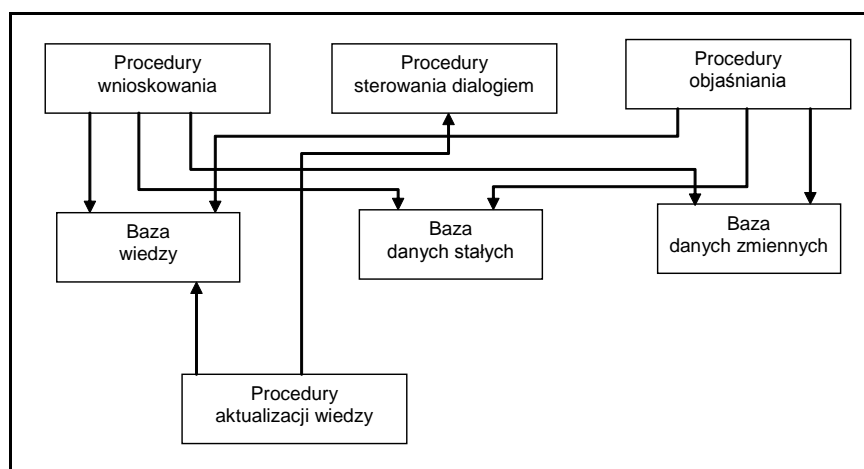 Procedury
wnioskowania
Procedury
sterowania dialogiem
Procedury
objaśniania
Baza
wiedzy
Baza
danych stałych
Baza
danych zmiennych
Procedury
aktualizacji wiedzy